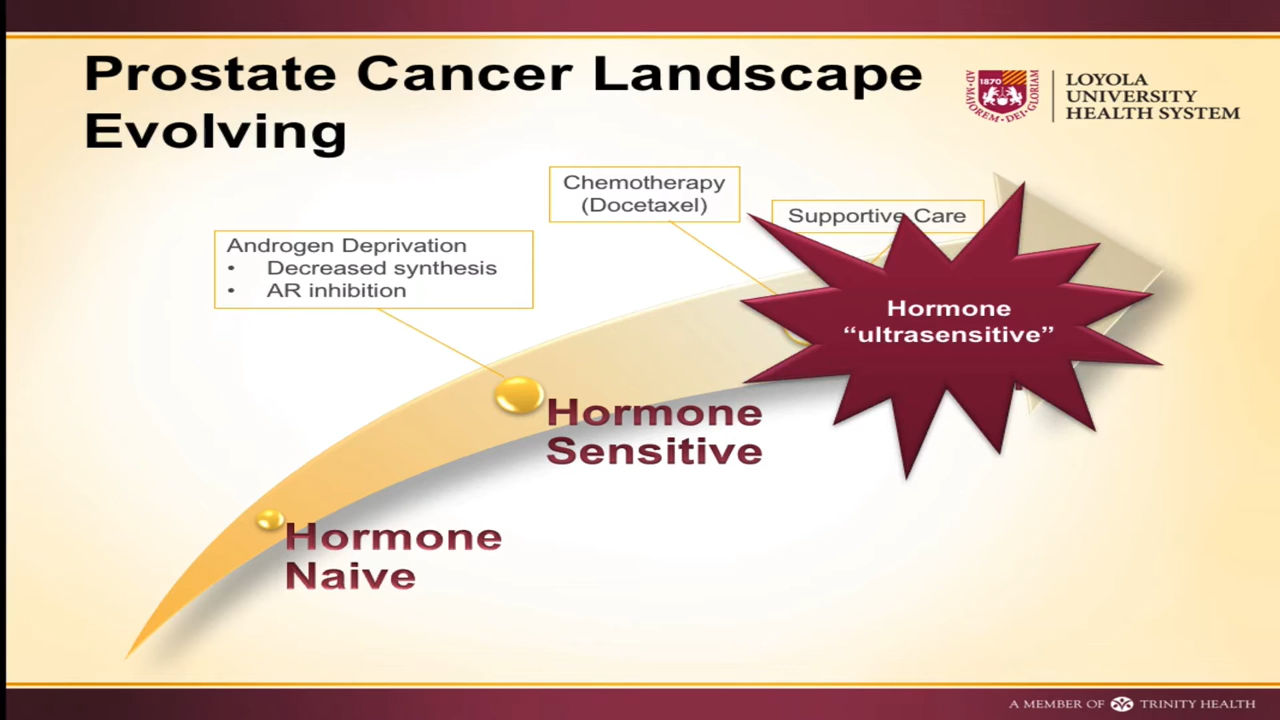 Prostate Cancer Landscape
Evolving
1870
AD•MAJOREM•DEI•GLORIAM
LOYOLA
UNIVERSITY
HEALTH SYSTEM
Chemotherapy
(Docetaxel)
Supportive Care
Androgen Deprivation
• Decreased synthesis
• AR inhibition
Hormone
“ultrasensitive”
Hormone
Sensitive
Hormone
Naive
A MEMBER OF TRINITY HEALTH